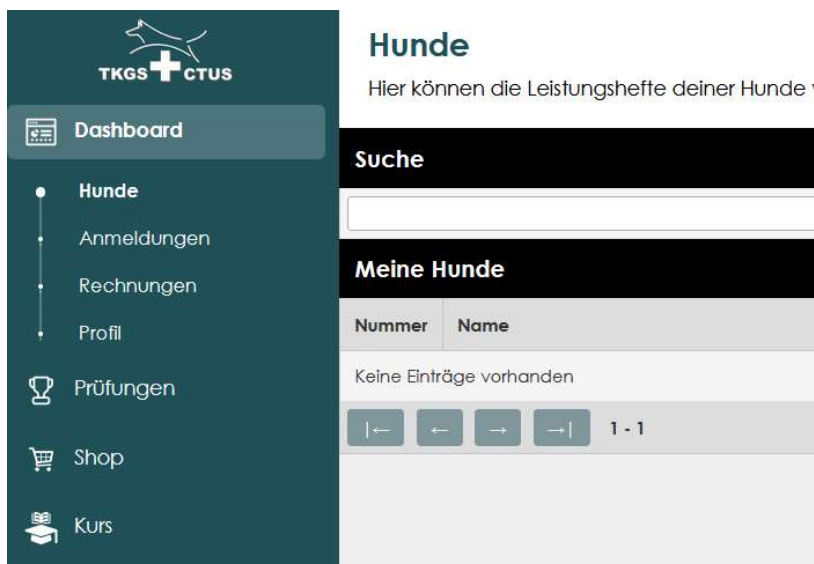 TKGS CTUS
Dashboard
Hunde
Anmeldungen
Rechnungen
Profil
Prüfungen
Shop
Kurs
Hunde
Hier können die Leistungshefte deiner Hunde
Suche
Meine Hunde
Nummer Name
Keine Einträge vorhanden
|← ← → →| 1 - 1